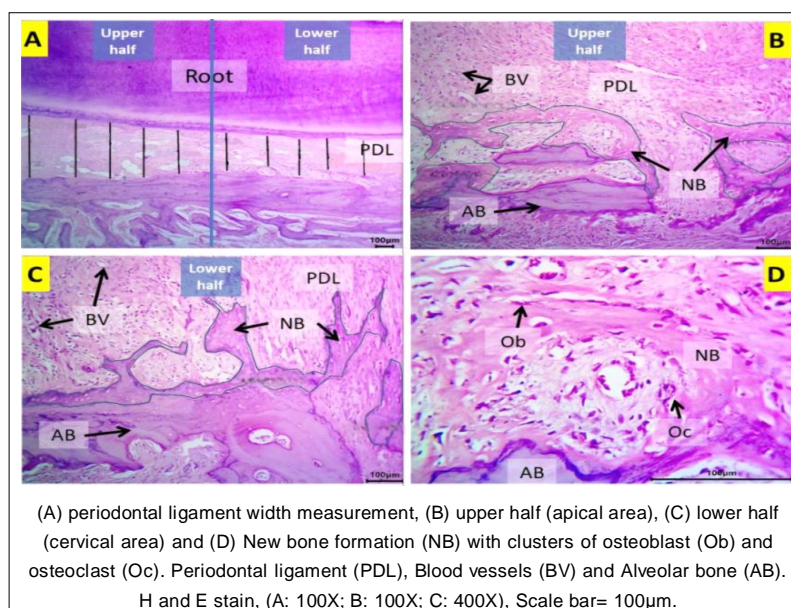 A
Upper half
Lower half
Root
PDL
100µm
B
Upper half
BV
PDL
NB
AB
100µm
C
Lower half
PDL
BV
NB
AB
100µm
D
Ob
NB
Oc
AB
100µm
(A) periodontal ligament width measurement, (B) upper half (apical area), (C) lower half
(cervical area) and (D) New bone formation (NB) with clusters of osteoblast (Ob) and
osteoclast (Oc). Periodontal ligament (PDL), Blood vessels (BV) and Alveolar bone (AB).
H and E stain, (A: 100X; B: 100X; C: 400X), Scale bar= 100µm.